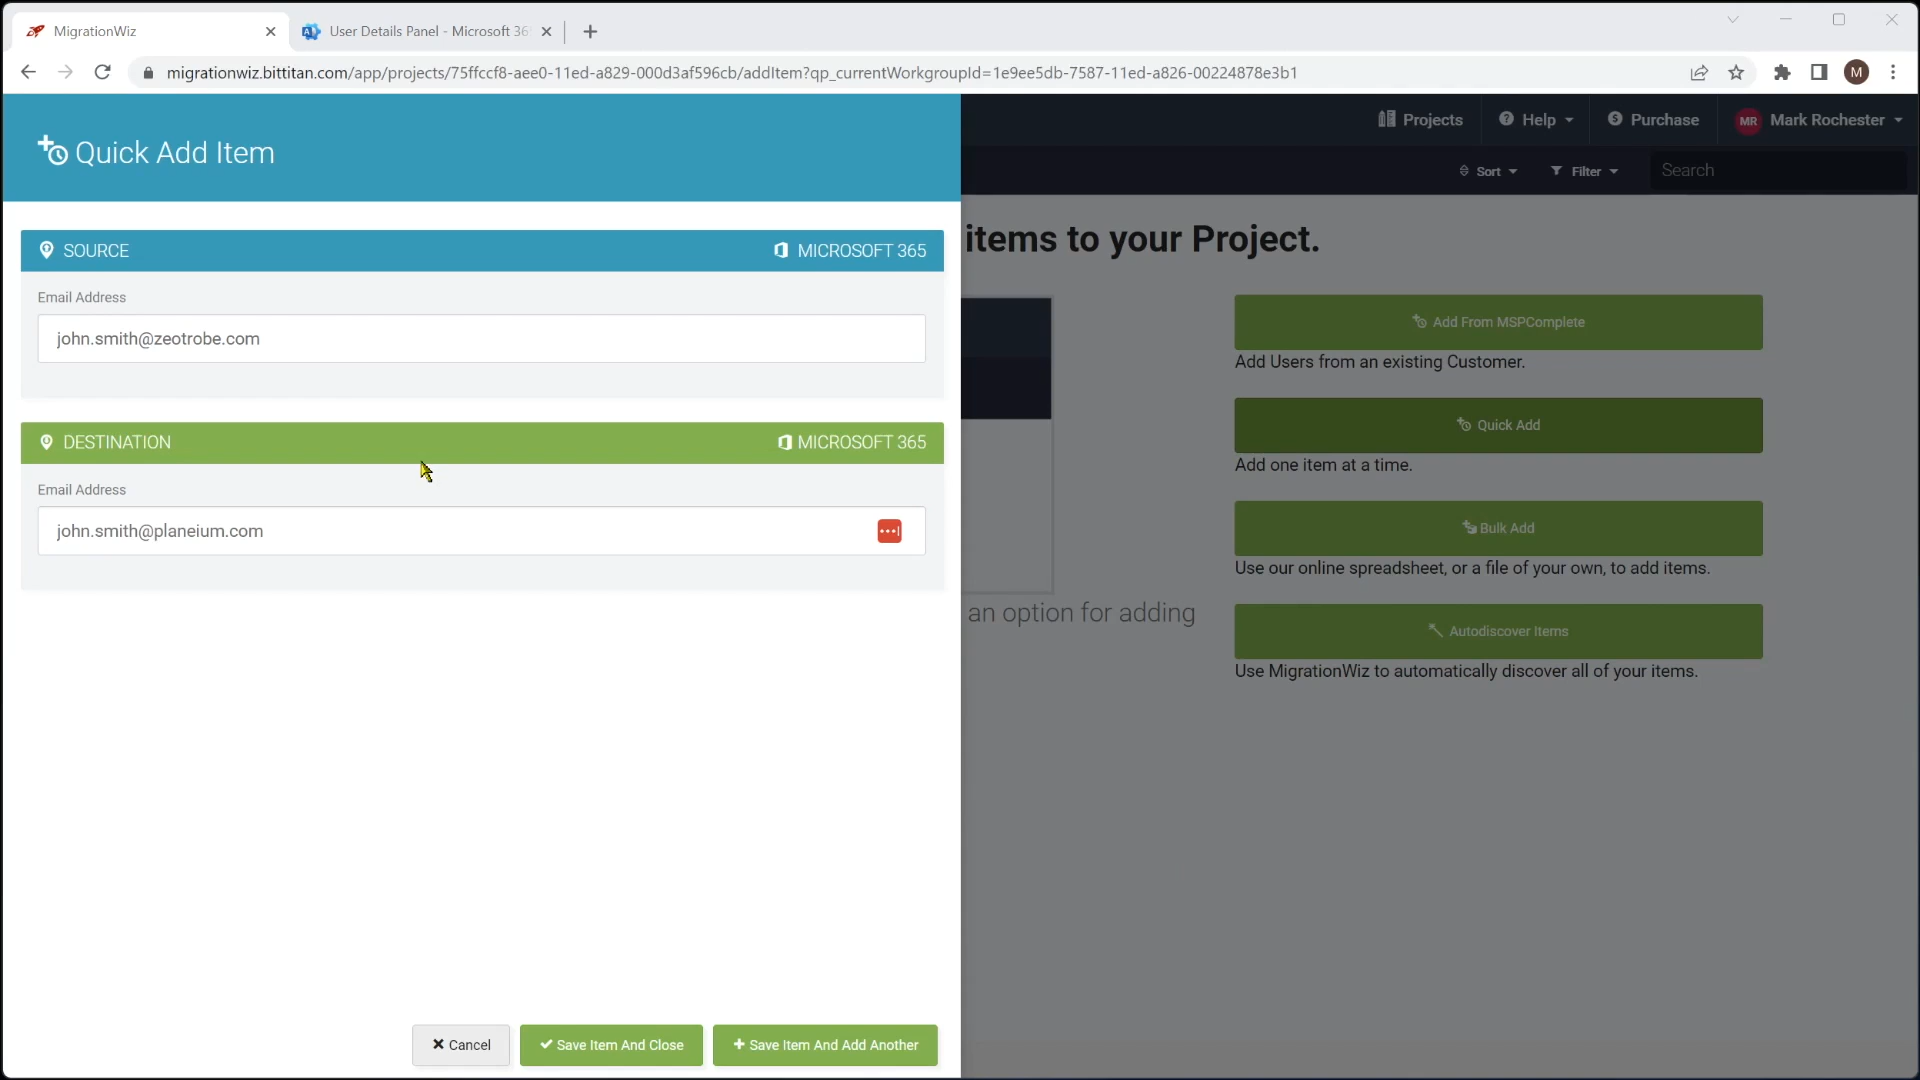 MigrationWiz
User Details Panel - Microsoft 36
migrationwiz.bittitan.com/app/projects/75ffccf8-aee0-11ed-a829-000d3af596cb/addItem?qp_currentWorkgroupId=1e9ee5db-7587-11ed-a826-00224878e3b1
M
Projects
Help
Purchase
MR
Mark Rochester
Quick Add Item
Sort
Filter
Search
SOURCE
MICROSOFT 365
Email Address
john.smith@zeotrobe.com
DESTINATION
MICROSOFT 365
Email Address
john.smith@planeium.com
Cancel
Save Item And Close
Save Item And Add Another
items to your Project.
an option for adding
Add From MSPComplete
Add Users from an existing Customer.
Quick Add
Add one item at a time.
Bulk Add
Use our online spreadsheet, or a file of your own, to add items.
Autodiscover Items
Use MigrationWiz to automatically discover all of your items.